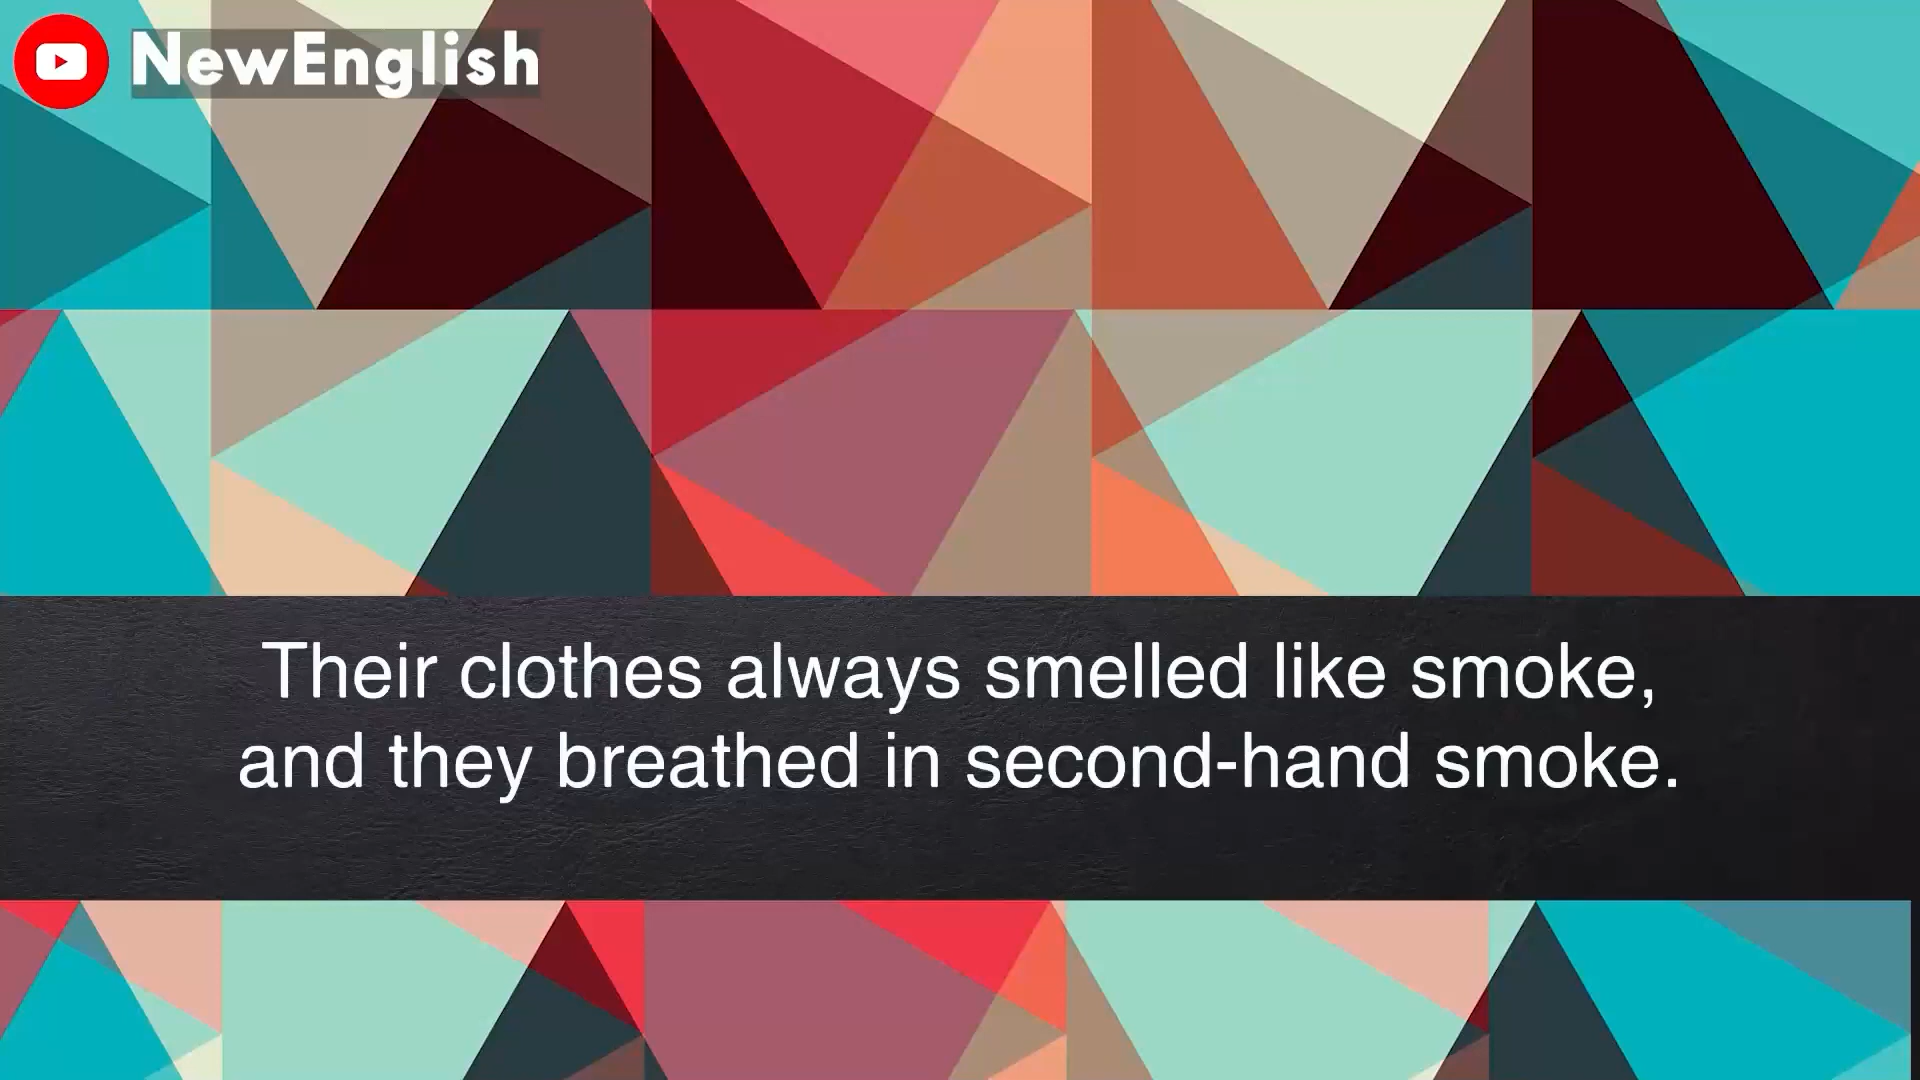 NewEnglish
Their clothes always smelled like smoke,
and they breathed in second-hand smoke.